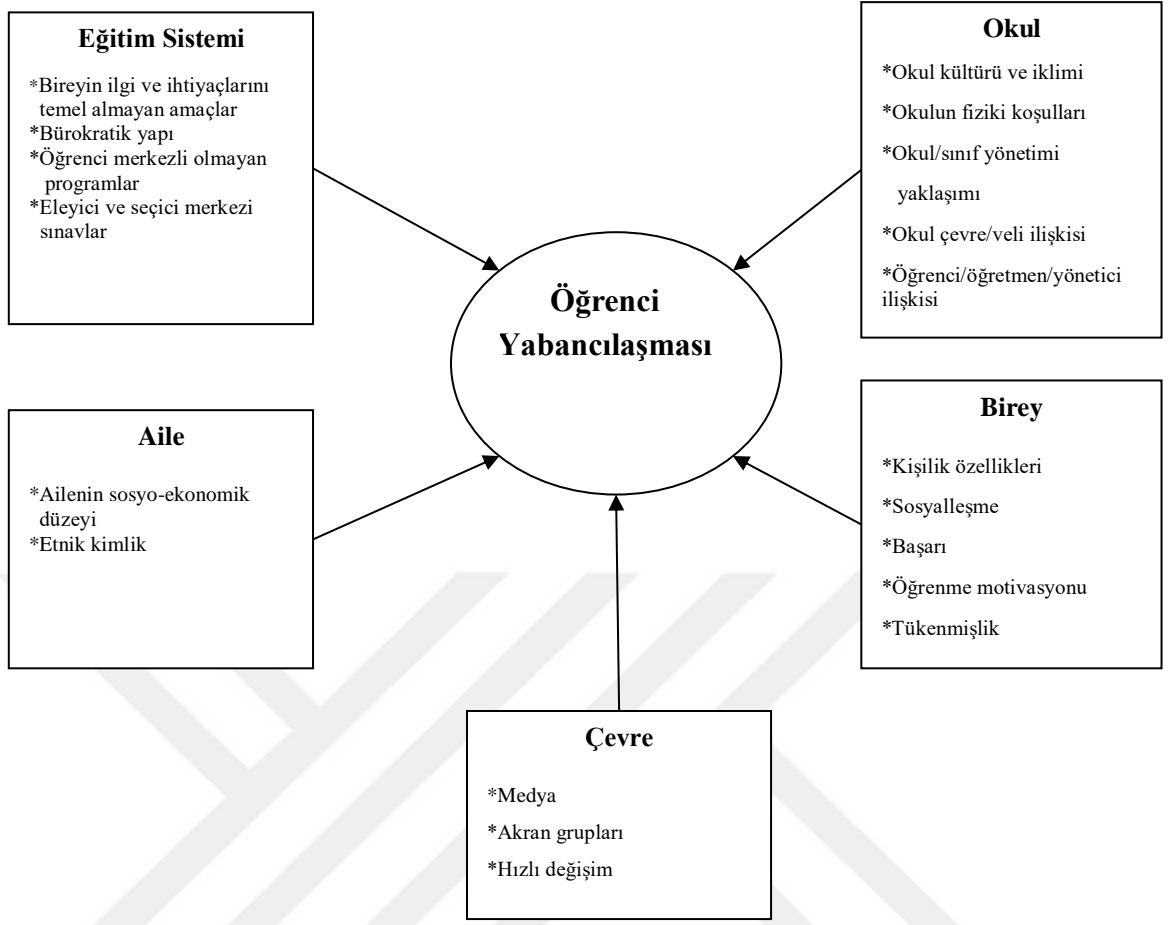 Eğitim Sistemi
*Bireyin ilgi ve ihtiyaçlarını
temel almayan amaçlar
*Bürokratik yapı
*Öğrenci merkezli olmayan
programlar
*Eleyici ve seçici merkezi
sınavlar
Okul
*Okul kültürü ve iklimi
*Okulun fiziki koşulları
*Okul/sınıf yönetimi
yaklaşımı
*Okul çevre/veli ilişkisi
*Öğrenci/öğretmen/yönetici
ilişkisi
Öğrenci
Yabancılaşması
Aile
*Ailenin sosyo-ekonomik
düzeyi
*Etnik kimlik
Birey
*Kişilik özellikleri
*Sosyalleşme
*Başarı
*Öğrenme motivasyonu
*Tükenmişlik
Çevre
*Medya
*Akran grupları
*Hızlı değişim